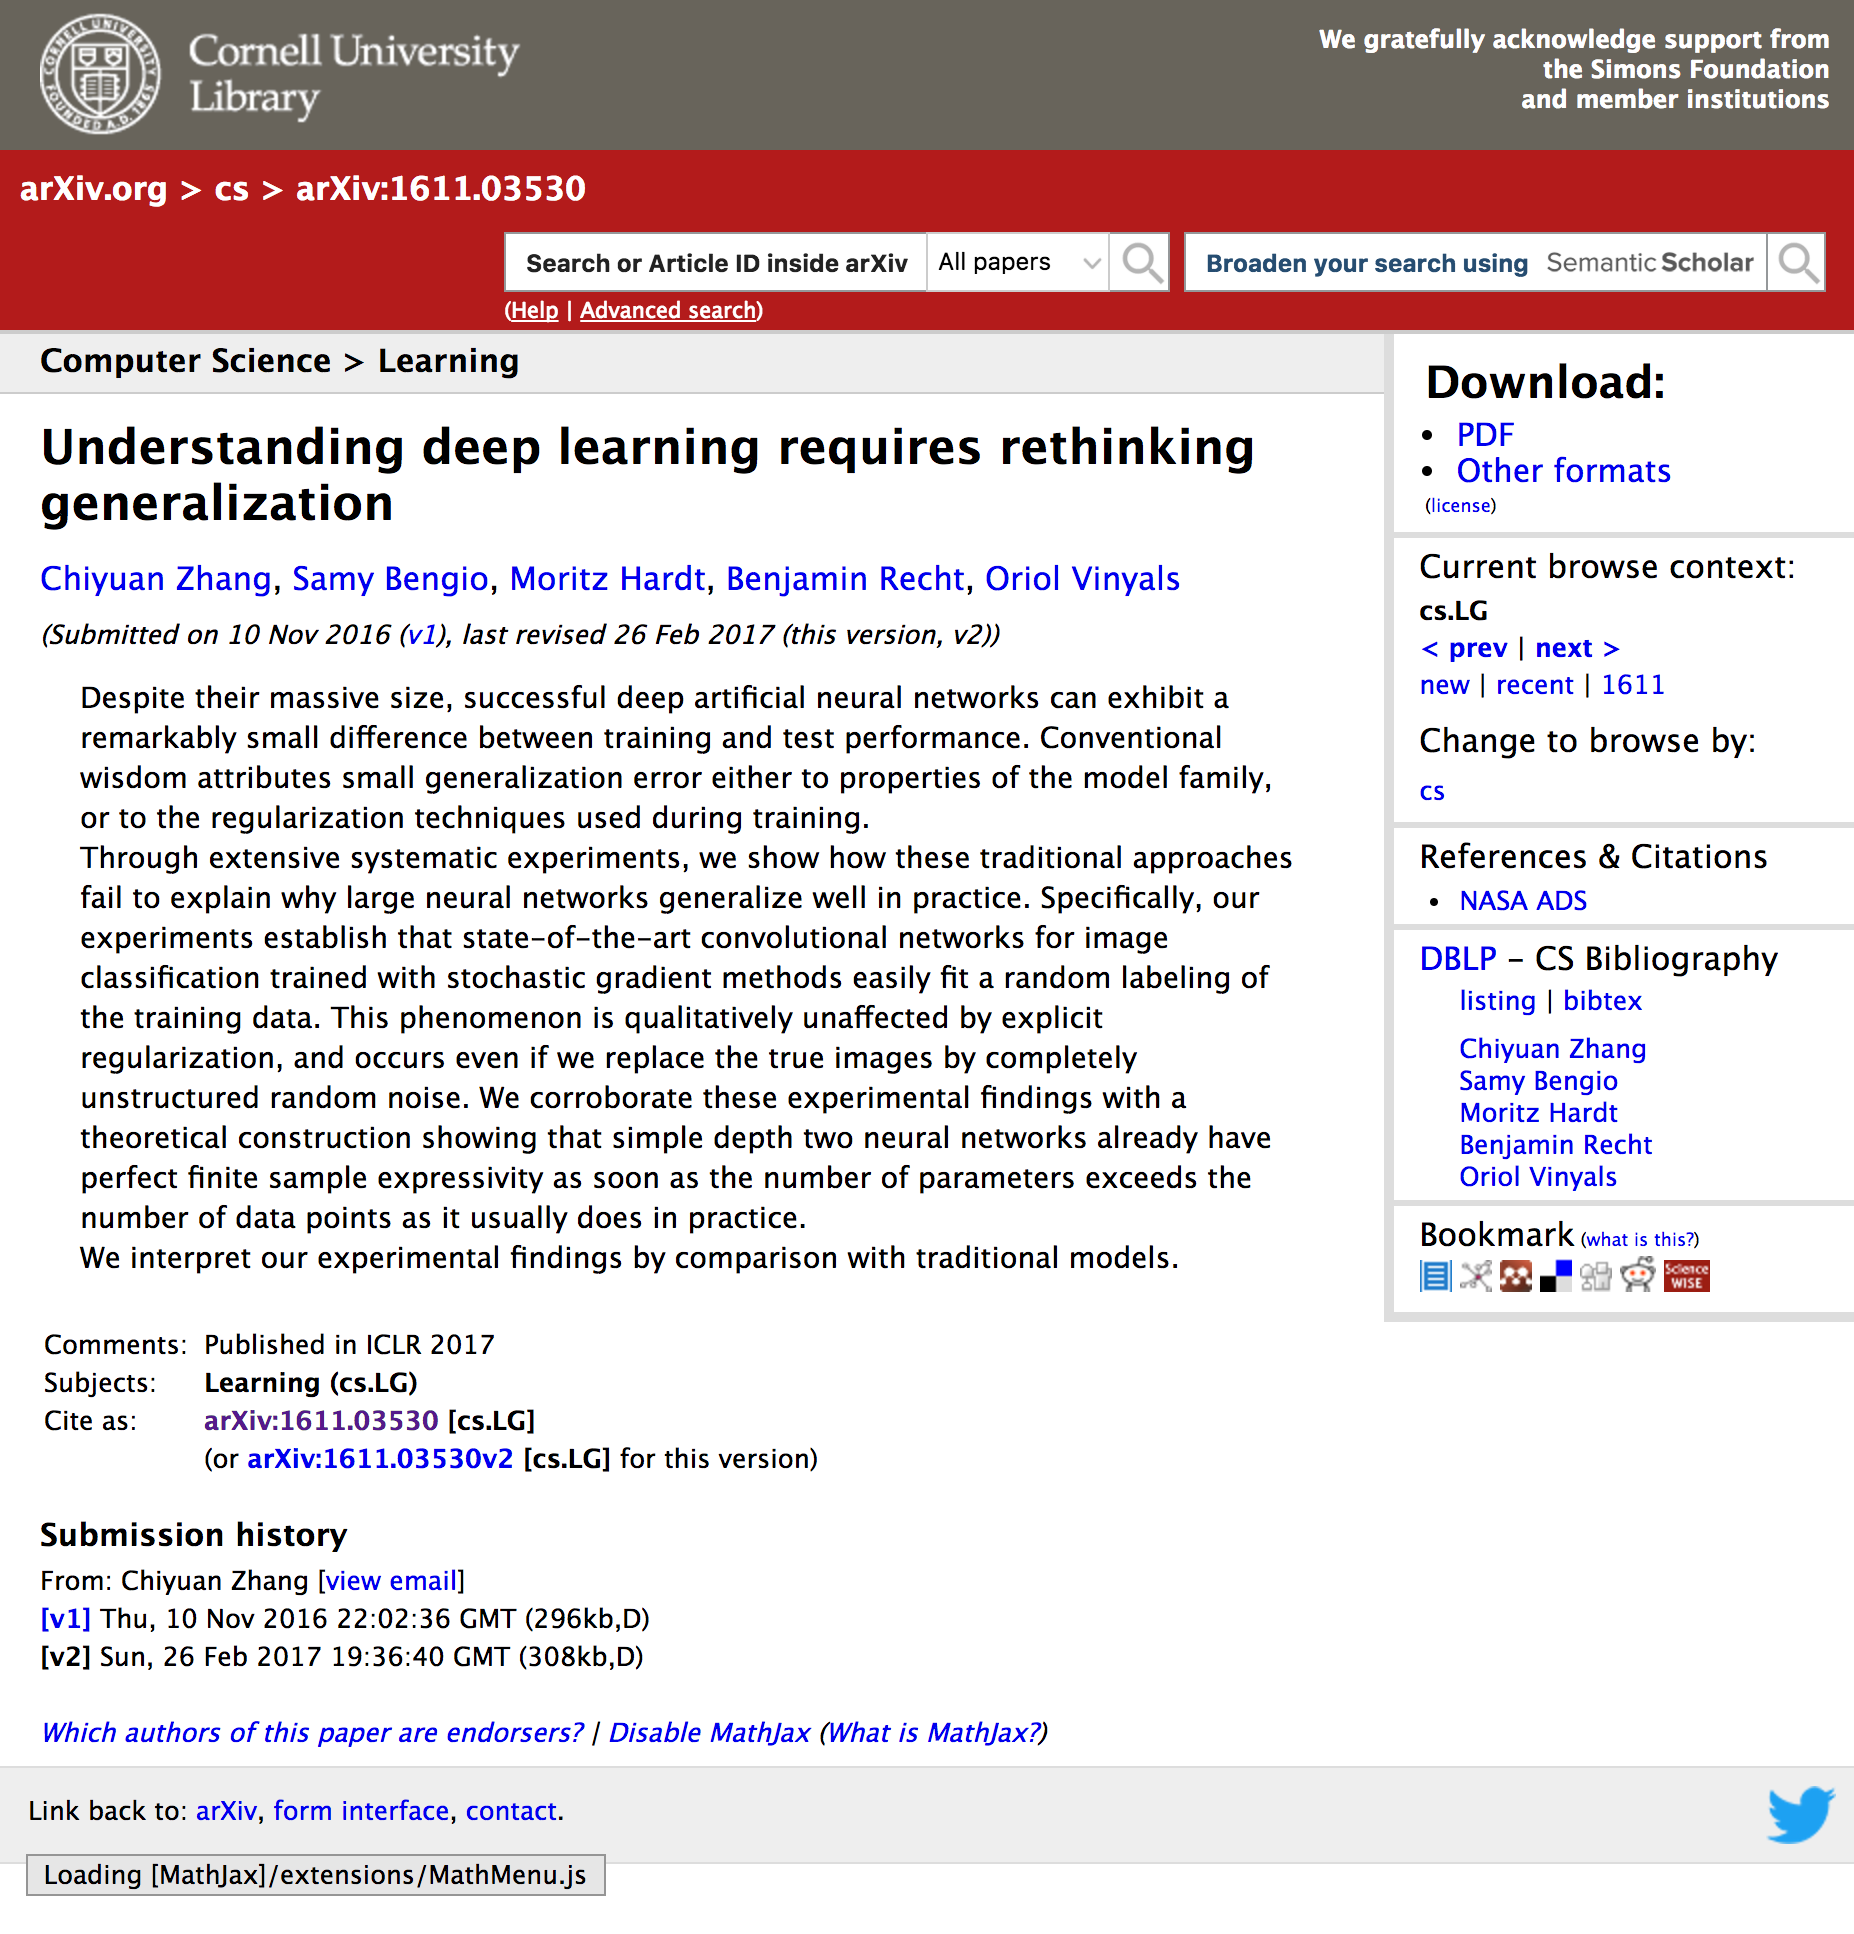 Cornell University
Library
We gratefully acknowledge support from
the Simons Foundation
and member institutions
arXiv.org > cs > arXiv:1611.03530
Search or Article ID inside arXiv All papers Broaden your search using Semantic Scholar
(Help | Advanced search)
Computer Science > Learning
Understanding deep learning requires rethinking
generalization
Chiyuan Zhang, Samy Bengio, Moritz Hardt, Benjamin Recht, Oriol Vinyals
(Submitted on 10 Nov 2016 (v1), last revised 26 Feb 2017 (this version, v2))
Despite their massive size, successful deep artificial neural networks can exhibit a
remarkably small difference between training and test performance. Conventional
wisdom attributes small generalization error either to properties of the model family,
or to the regularization techniques used during training.
Through extensive systematic experiments, we show how these traditional approaches
fail to explain why large neural networks generalize well in practice. Specifically, our
experiments establish that state-of-the-art convolutional networks for image
classification trained with stochastic gradient methods easily fit a random labeling of
the training data. This phenomenon is qualitatively unaffected by explicit
regularization, and occurs even if we replace the true images by completely
unstructured random noise. We corroborate these experimental findings with a
theoretical construction showing that simple depth two neural networks already have
perfect finite sample expressivity as soon as the number of parameters exceeds the
number of data points as it usually does in practice.
We interpret our experimental findings by comparison with traditional models.
Comments: Published in ICLR 2017
Subjects: Learning (cs.LG)
Cite as: arXiv:1611.03530 [cs.LG]
(or arXiv:1611.03530v2 [cs.LG] for this version)
Submission history
From: Chiyuan Zhang [view email]
[v1] Thu, 10 Nov 2016 22:02:36 GMT (296kb,D)
[v2] Sun, 26 Feb 2017 19:36:40 GMT (308kb,D)
Which authors of this paper are endorsers? | Disable MathJax (What is MathJax?)
Download:
• PDF
• Other formats
(license)
Current browse context:
cs.LG
< prev | next >
new | recent | 1611
Change to browse by:
cs
References & Citations
• NASA ADS
DBLP - CS Bibliography
listing | bibtex
Chiyuan Zhang
Samy Bengio
Moritz Hardt
Benjamin Recht
Oriol Vinyals
Bookmark (what is this?)
Science
WISE
Link back to: arXiv, form interface, contact.
Loading [MathJax]/extensions/MathMenu.js